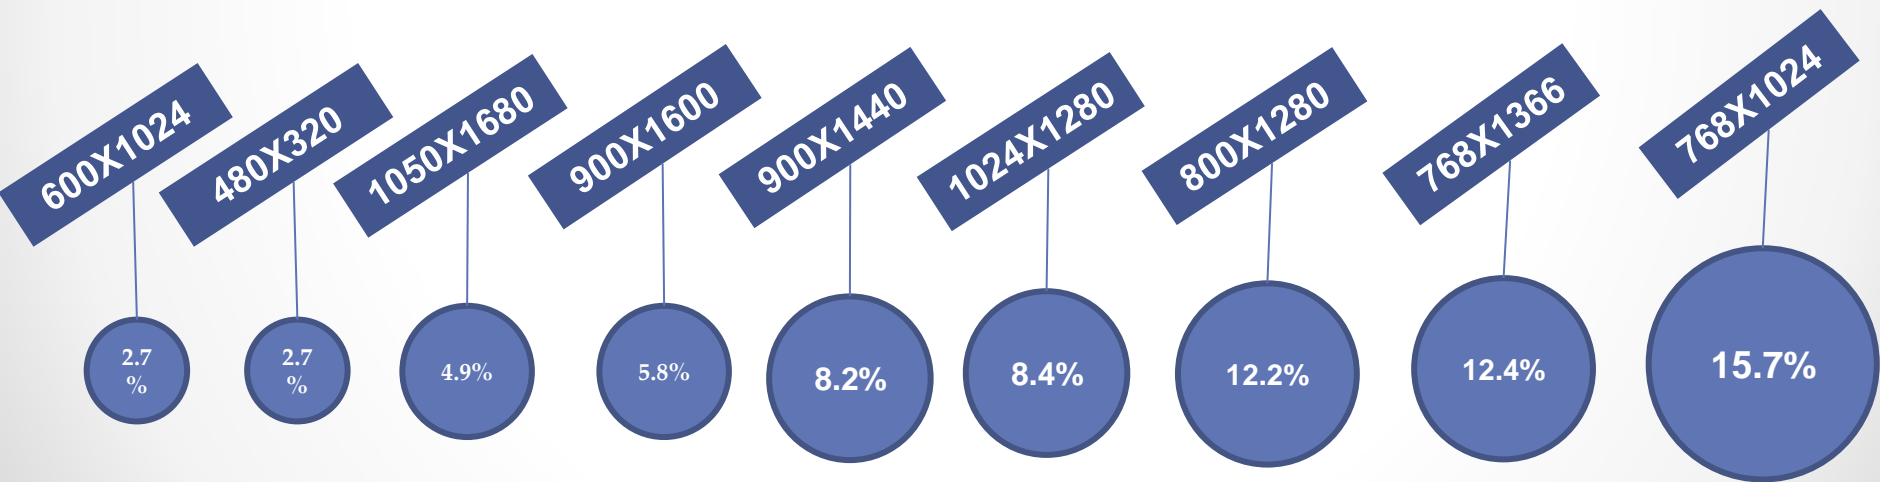 600X1024
480X320
1050X1680
900X1600
900X1440
1024X1280
800X1280
768X1366
768X1024
2.7
%
2.7
%
4.9%
5.8%
8.2%
8.4%
12.2%
12.4%
15.7%